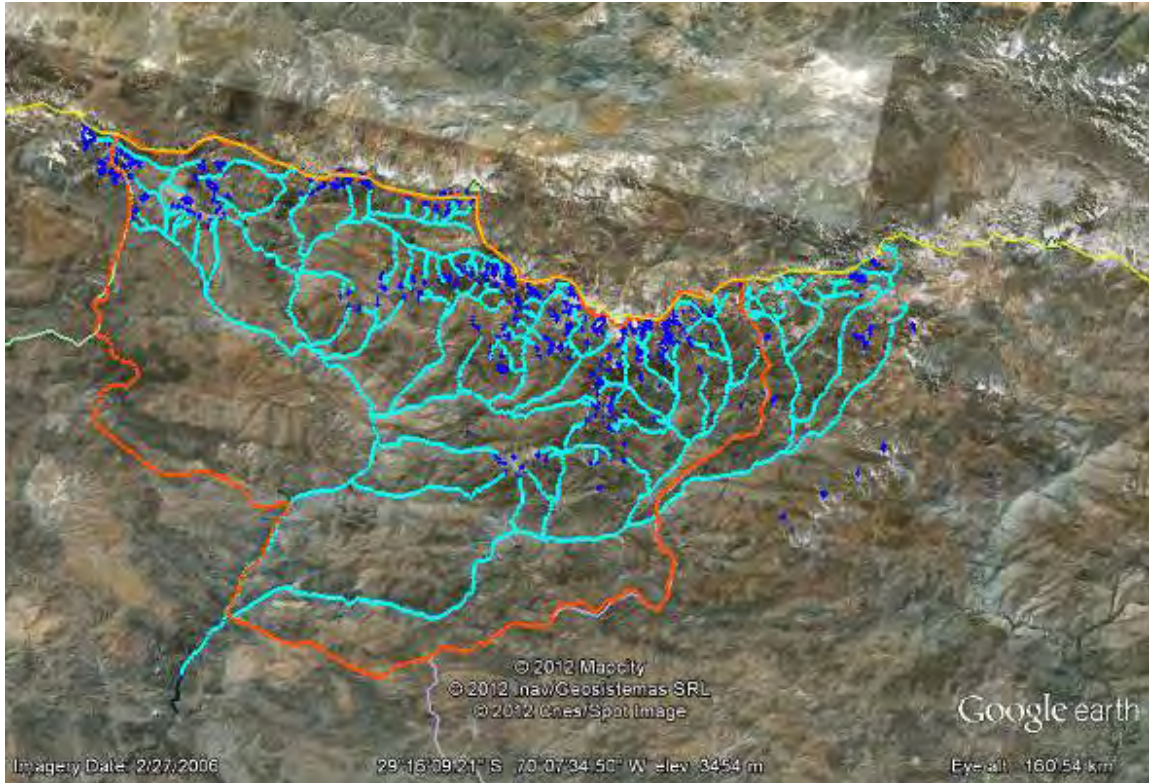 © 2012 Mapcity
© 2012 Inav/Geosistemas SRL
© 2012 Cnes/Spot Image
Google earth
Imagery Date: 2/27/2006
29°16'09.21" S 70°07'34.50" W elev 3454 m
Eye alt 160.54 km